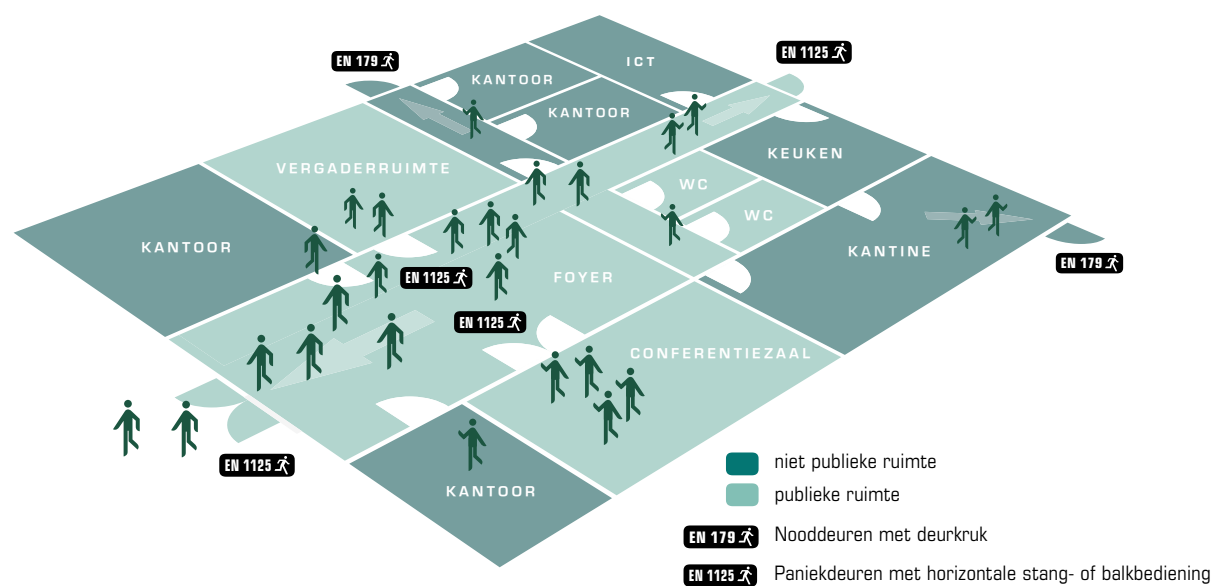 EN 1125
EN 179
ICT
KANTOOR
KANTOOR
KEUKEN
VERGADERRUIMTE
WC
WC
KANTOOR
KANTINE
EN 179
EN 1125
FOYER
EN 1125
CONFERENTIEZAAL
EN 1125
KANTOOR
niet publieke ruimte
publieke ruimte
EN 179 Nooddeuren met deurkruk
EN 1125 Paniekdeuren met horizontale stang- of balkbediening